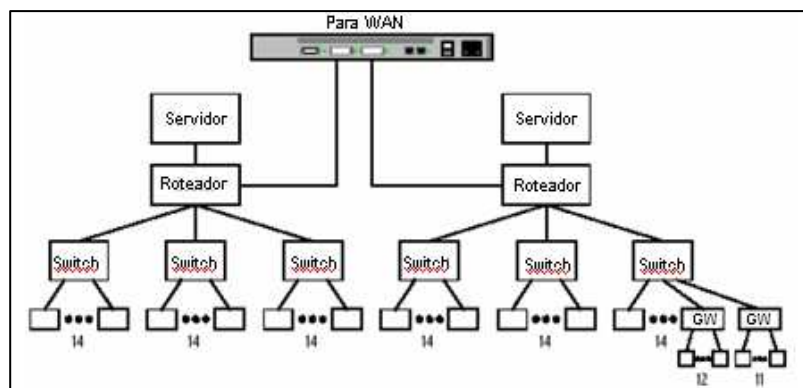 Para WAN
Servidor
Servidor
Roteador
Roteador
Switch
Switch
Switch
Switch
Switch
Switch
GW
GW
14
14
14
14
14
14
12
11